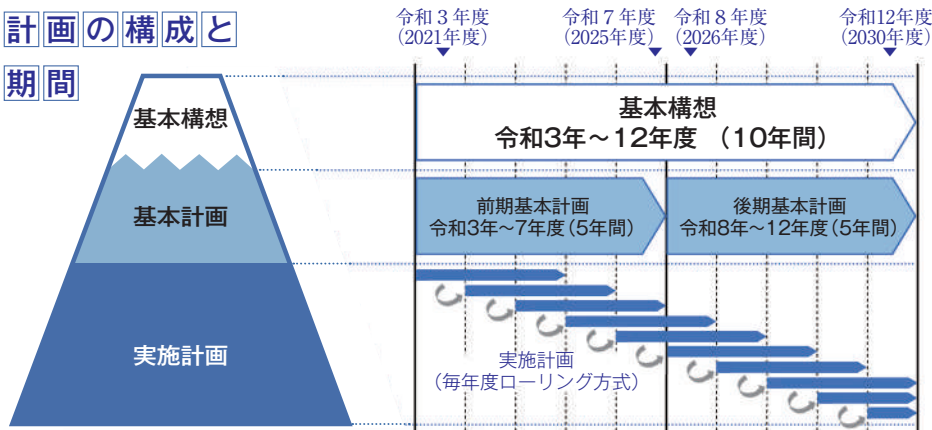 計画の構成と
期間
令和3年度
(2021年度)
令和7年度
(2025年度)
令和8年度
(2026年度)
令和12年度
(2030年度)
基本構想
基本計画
実施計画
基本構想
令和3年~12年度 (10年間)
前期基本計画
令和3年~7年度(5年間)
後期基本計画
令和8年~12年度(5年間)
実施計画
(毎年度ローリング方式)